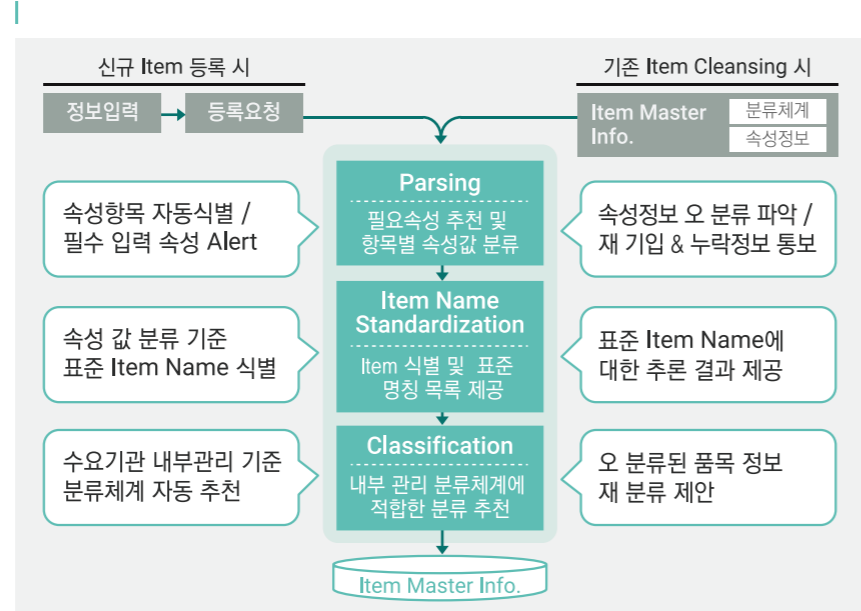 신규 Item 등록 시
기존 Item Cleansing 시
정보입력
등록요청
Item Master
Info.
분류체계
속성정보
Parsing
필요속성 추천 및
항목별 속성값 분류
속성항목 자동식별 /
필수 입력 속성 Alert
속성정보 오 분류 파악 /
재 기입 & 누락정보 통보
Item Name
Standardization
Item 식별 및 표준
명칭 목록 제공
속성 값 분류 기준
표준 Item Name 식별
표준 Item Name에
대한 추론 결과 제공
Classification
내부 관리 분류체계에
적합한 분류 추천
수요기관 내부관리 기준
분류체계 자동 추천
오 분류된 품목 정보
재 분류 제안
Item Master Info.